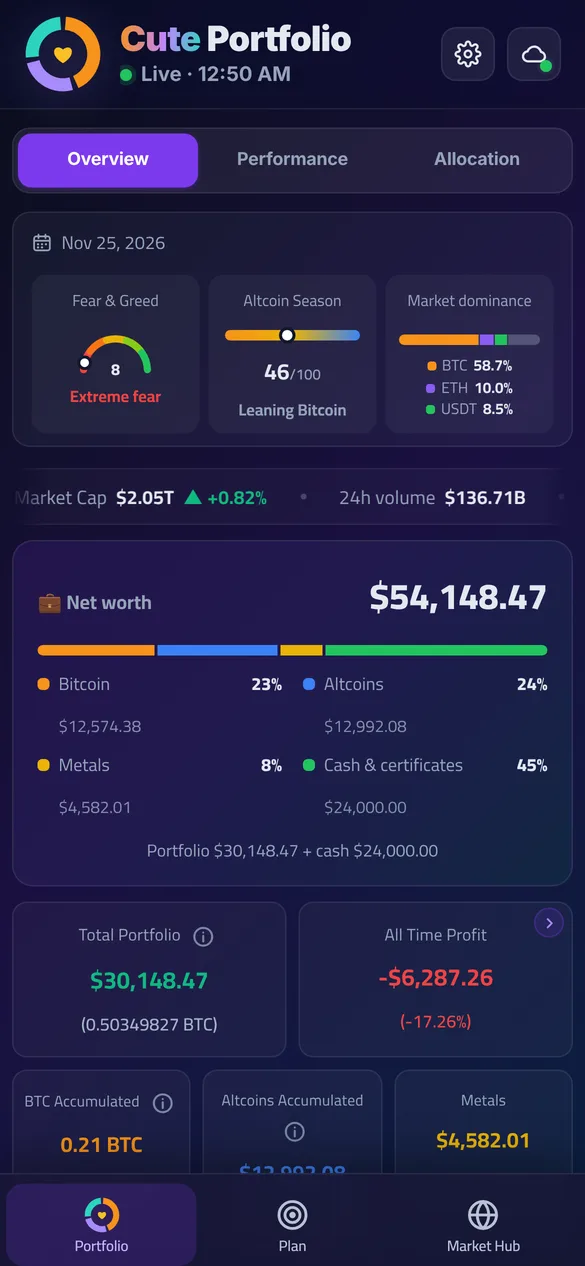 Cute Portfolio
Live · 12:50 AM
Overview Performance Allocation
Nov 25, 2026
Fear & Greed Altcoin Season Market dominance
8
Extreme fear
46/100
Leaning Bitcoin
BTC 58.7%
ETH 10.0%
USDT 8.5%
Market Cap $2.05T ▲ +0.82% • 24h volume $136.71B
Net worth $54,148.47
Bitcoin 23% Altcoins 24%
$12,574.38 $12,992.08
Metals 8% Cash & certificates 45%
$4,582.01 $24,000.00
Portfolio $30,148.47 + cash $24,000.00
Total Portfolio All Time Profit
$30,148.47 -$6,287.26
(0.50349827 BTC) (-17.26%)
BTC Accumulated Altcoins Accumulated Metals
0.21 BTC $12,992.08 $4,582.01
Portfolio Plan Market Hub